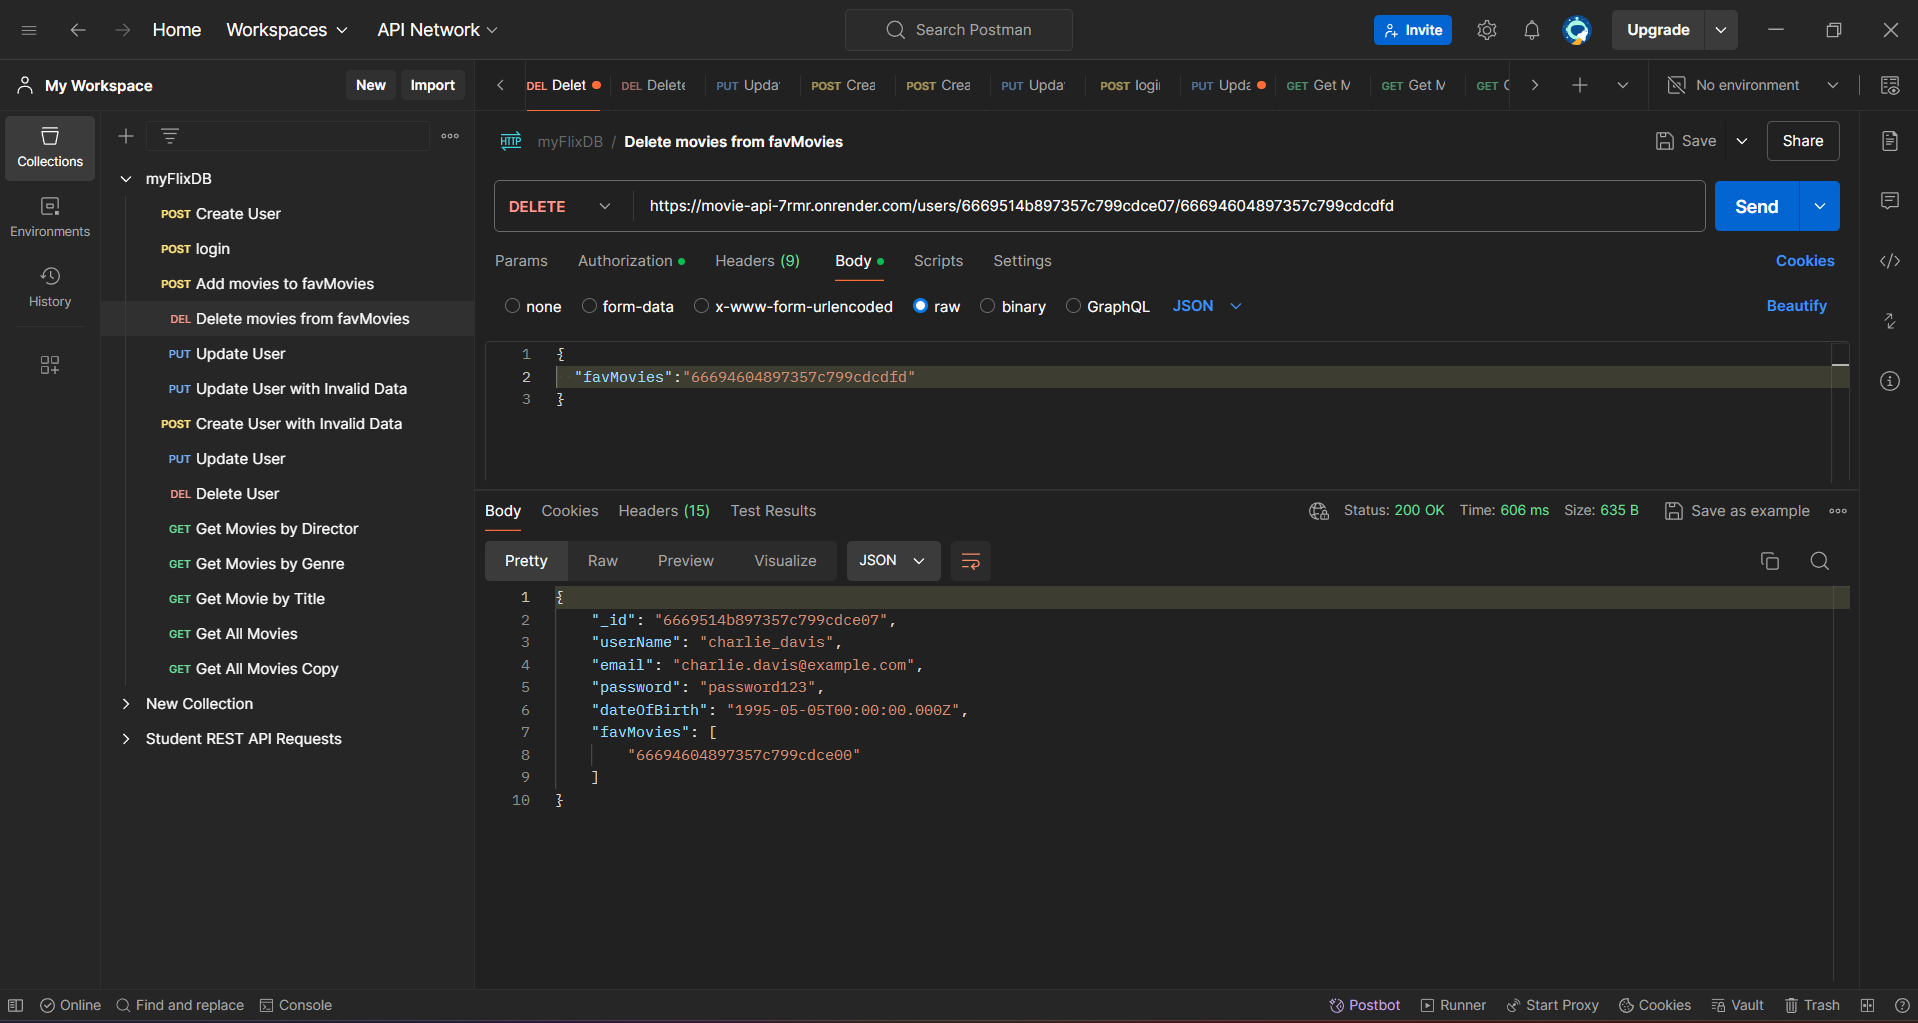 Home Workspaces API Network Search Postman Invite Upgrade
My Workspace New Import DEL Delet DEL Delete PUT Upda POST Crea POST Crea PUT Upda POST logi PUT Upda GET Get M GET Get M GET No environment
Collections
Environments
History
myFlixDB
POST Create User
POST login
POST Add movies to favMovies
DEL Delete movies from favMovies
PUT Update User
PUT Update User with Invalid Data
POST Create User with Invalid Data
PUT Update User
DEL Delete User
GET Get Movies by Director
GET Get Movies by Genre
GET Get Movie by Title
GET Get All Movies
GET Get All Movies Copy
New Collection
Student REST API Requests
HTTP myFlixDB / Delete movies from favMovies Save Share
DELETE https://movie-api-7rmr.onrender.com/users/6669514b897357c799cdce07/66694604897357c799cdcdfd Send
Params Authorization Headers (9) Body Scripts Settings Cookies
none form-data x-www-form-urlencoded raw binary GraphQL JSON Beautify
1 {
2 "favMovies":"66694604897357c799cdcdfd"
3 }
Body Cookies Headers (15) Test Results Status: 200 OK Time: 606 ms Size: 635 B Save as example
Pretty Raw Preview Visualize JSON
1 {
2 "_id": "6669514b897357c799cdce07",
3 "userName": "charlie_davis",
4 "email": "charlie.davis@example.com",
5 "password": "password123",
6 "dateOfBirth": "1995-05-05T00:00:00.000Z",
7 "favMovies": [
8 "66694604897357c799cdce00"
9 ]
10 }
Online Find and replace Console Postbot Runner Start Proxy Cookies Vault Trash